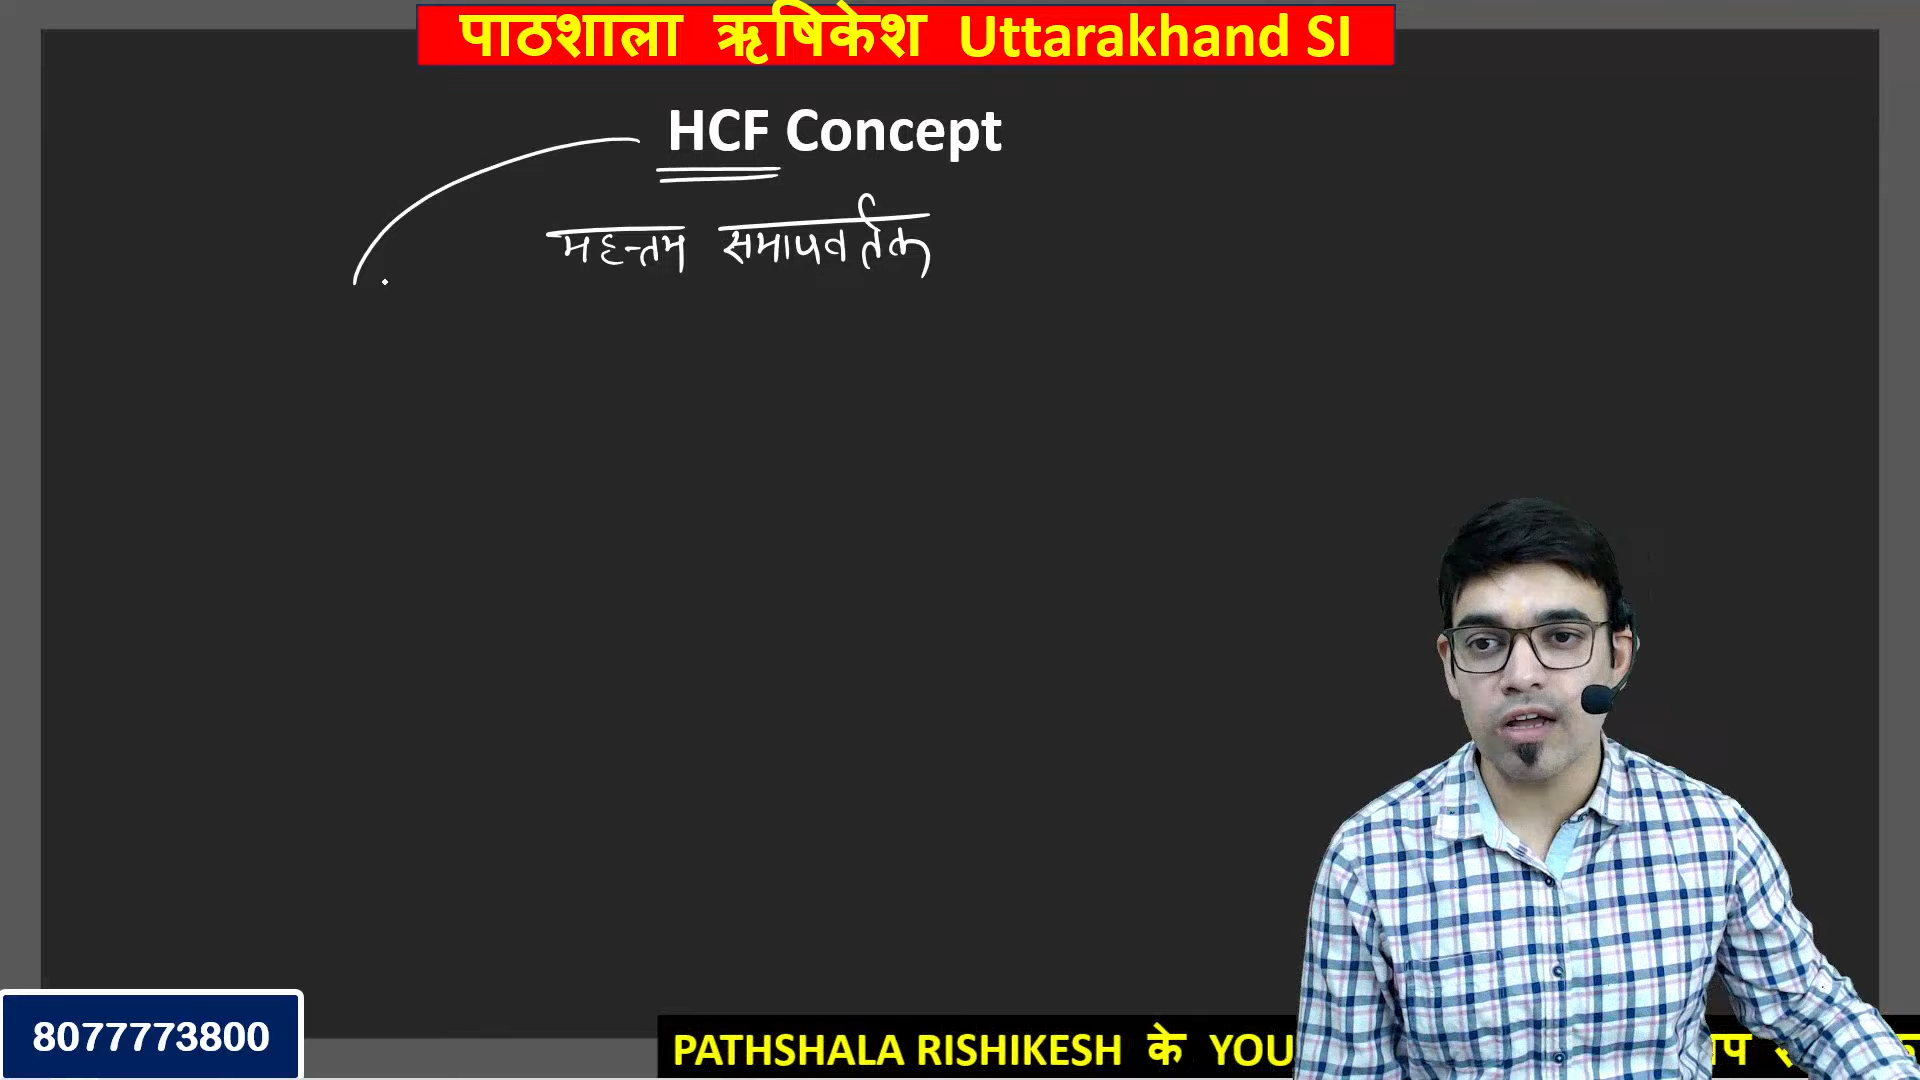 पाठशाला ऋषिकेश Uttarakhand SI
HCF Concept
महत्तम समापवर्तक
8077773800
PATHSHALA RISHIKESH के YOU